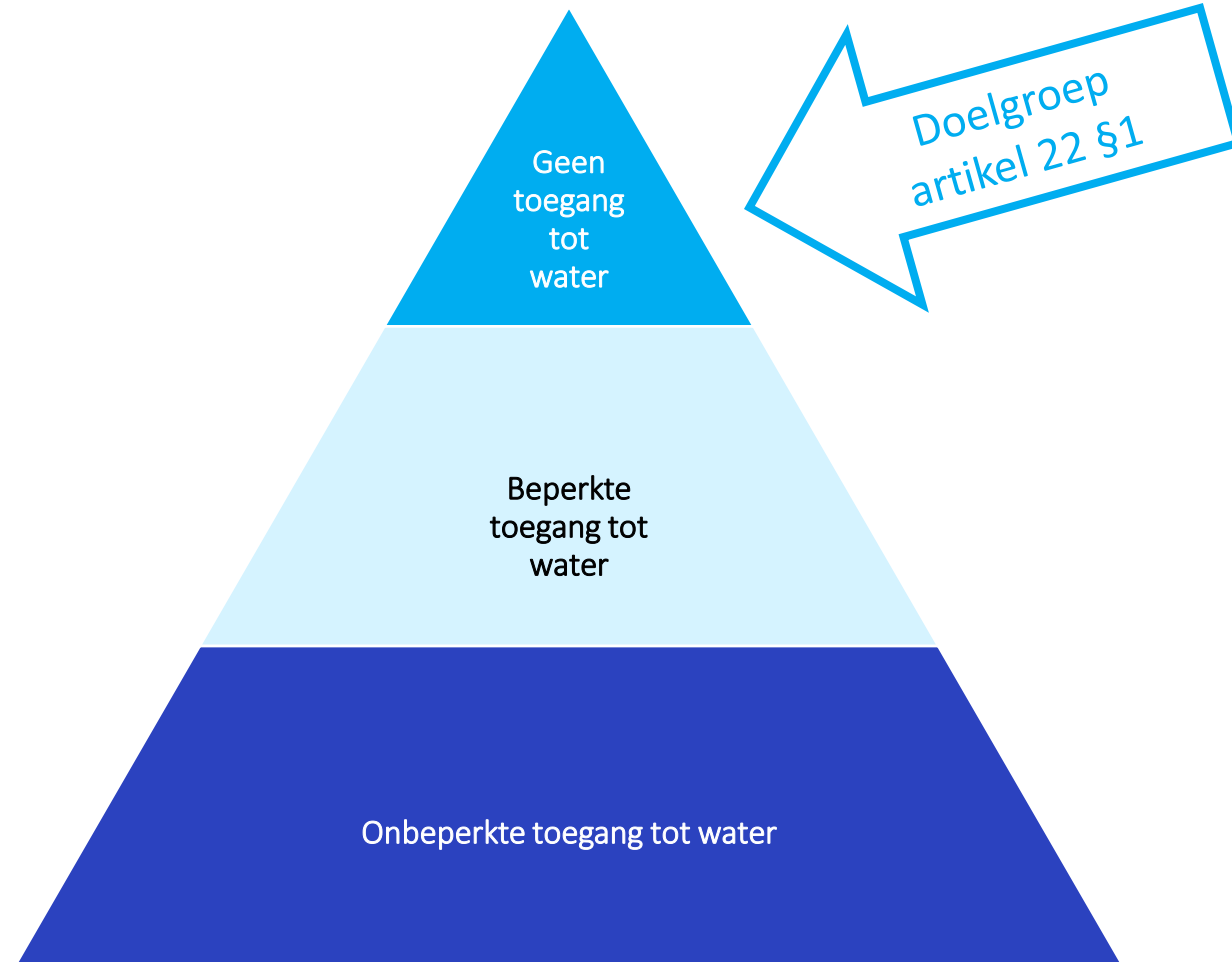 Geen
toegang
tot
water
Doelgroep
artikel 22 §1
Beperkte
toegang tot
water
Onbeperkte toegang tot water